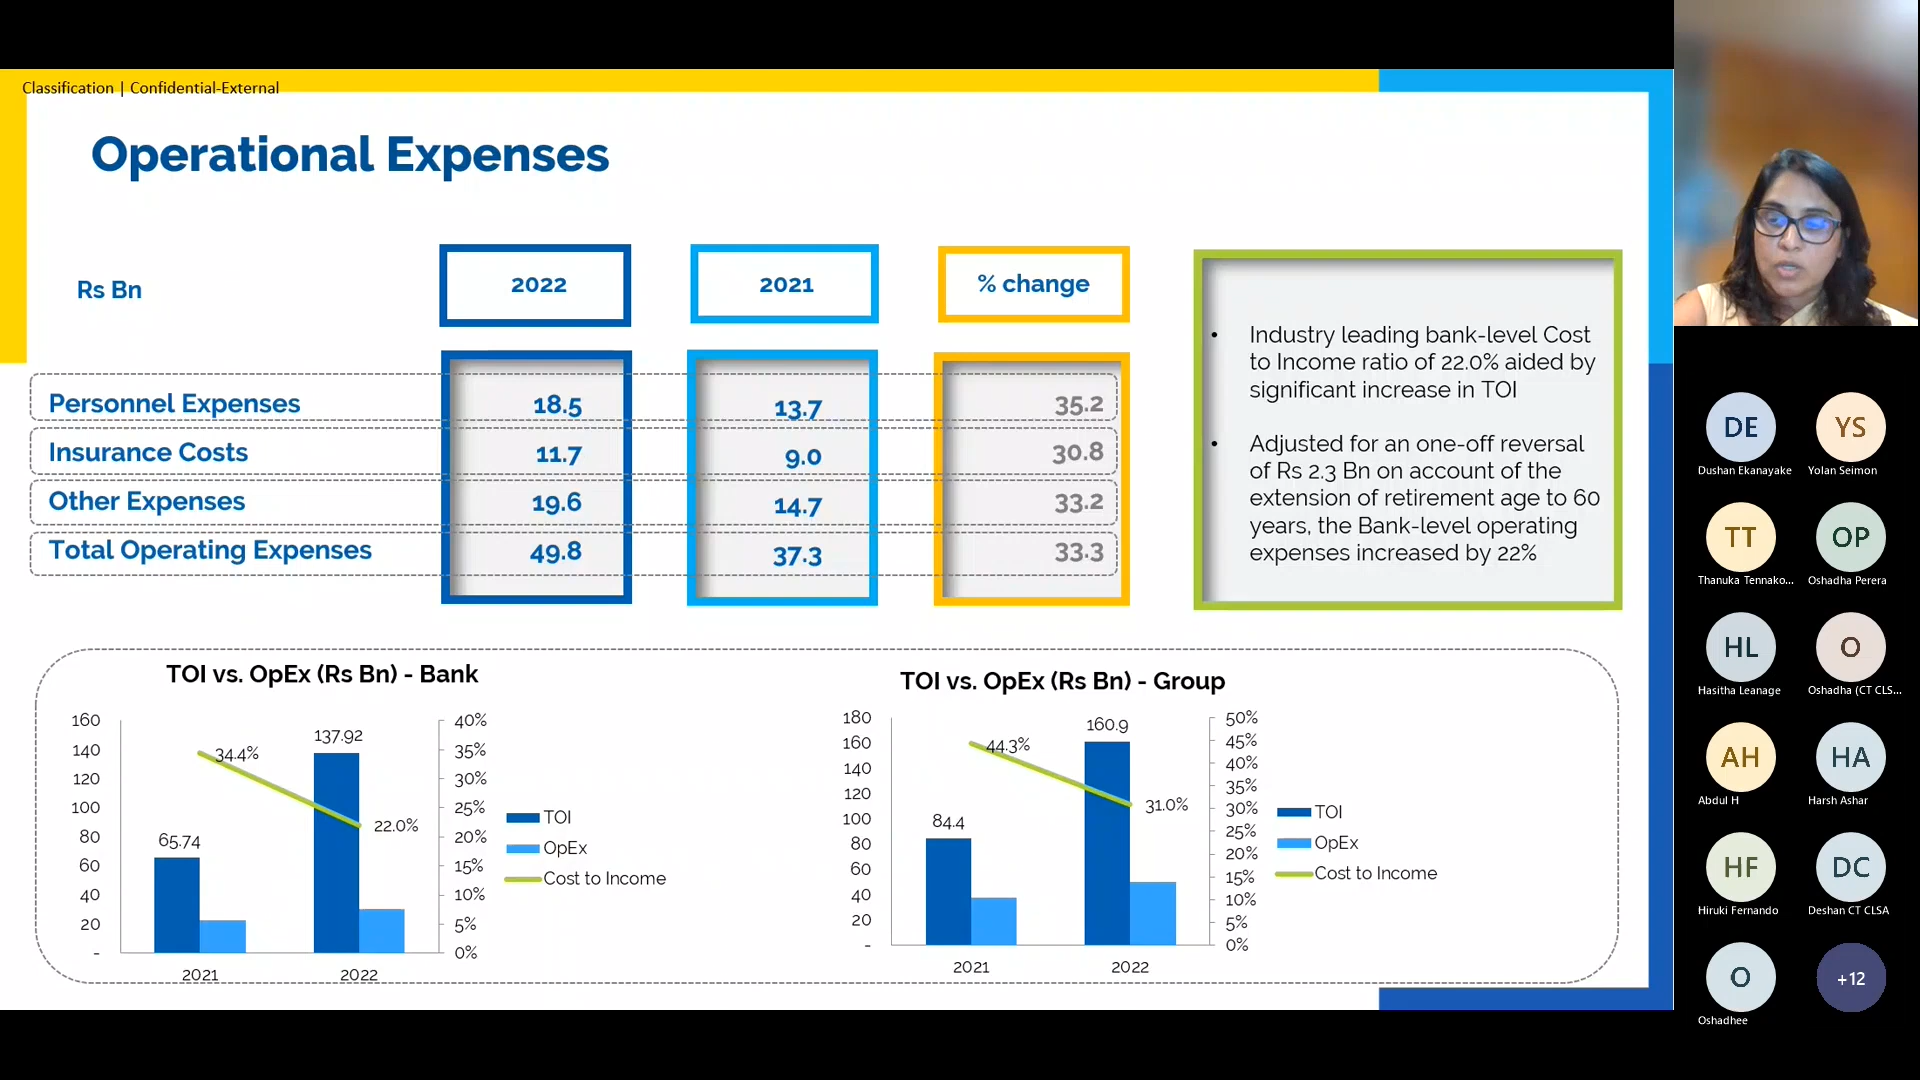 Classification | Confidential-External
Operational Expenses
Rs Bn
2022
2021
% change
Personnel Expenses 18.5 13.7 35.2
Insurance Costs 11.7 9.0 30.8
Other Expenses 19.6 14.7 33.2
Total Operating Expenses 49.8 37.3 33.3
• Industry leading bank-level Cost
to Income ratio of 22.0% aided by
significant increase in TOI
• Adjusted for an one-off reversal
of Rs 2.3 Bn on account of the
extension of retirement age to 60
years, the Bank-level operating
expenses increased by 22%
TOI vs. OpEx (Rs Bn) - Bank
160
140
120
100
80
60
40
20
-
65.74
34.4%
137.92
22.0%
40%
35%
30%
25%
20%
15%
10%
5%
0%
2021
2022
TOI
OpEx
Cost to Income
TOI vs. OpEx (Rs Bn) - Group
180
160
140
120
100
80
60
40
20
-
84.4
44.3%
160.9
31.0%
50%
45%
40%
35%
30%
25%
20%
15%
10%
5%
0%
2021
2022
TOI
OpEx
Cost to Income
DE
Dushan Ekanayake
YS
Yolan Seimon
TT
Thanuka Tennako...
OP
Oshadha Perera
HL
Hasitha Leanage
O
Oshadha (CT CLS...
AH
Abdul H
HA
Harsh Ashar
HF
Hiruki Fernando
DC
Deshan CT CLSA
O
Oshadhee
+12